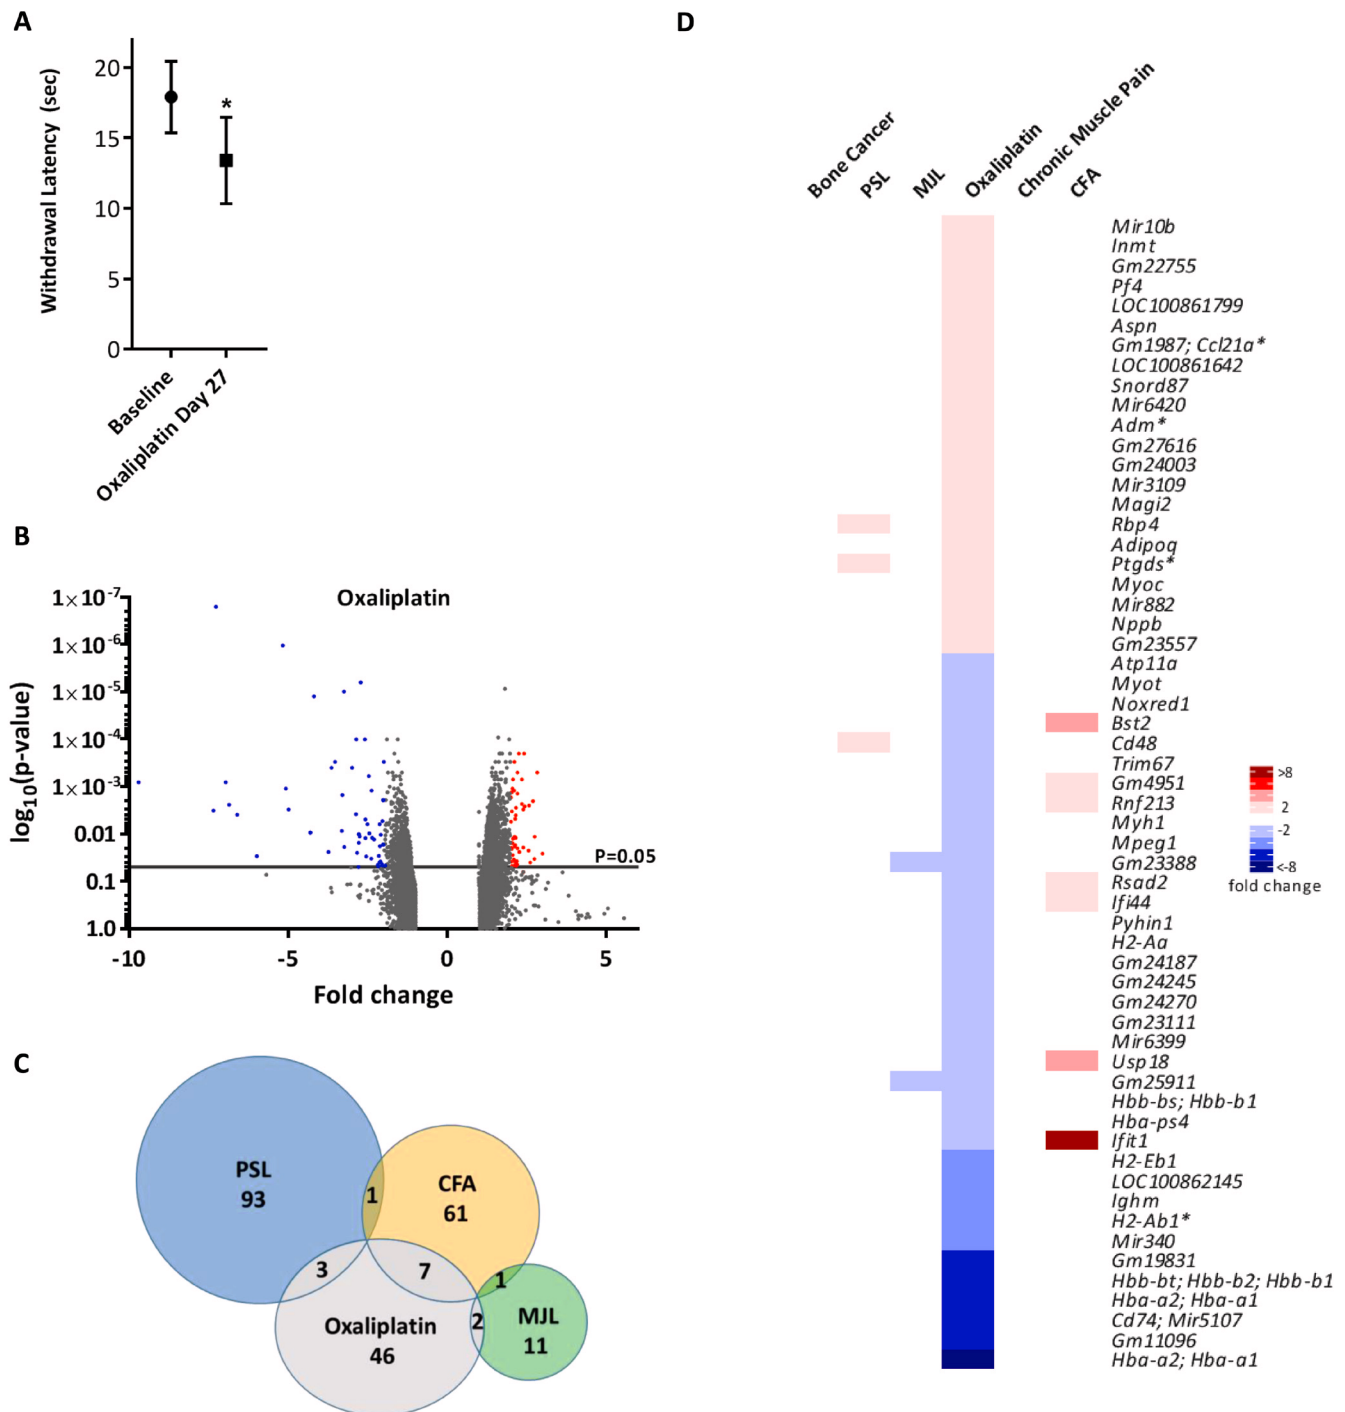 A
Withdrawal Latency (sec)
20
15
10
5
0
*
Baseline
Oxaliplatin Day 27
B
Oxaliplatin
log10(p-value)
1×10-7
1×10-6
1×10-5
1×10-4
1×10-3
0.01
0.1
1.0
P=0.05
-10
-5
0
5
Fold change
C
PSL
93
1
CFA
61
3
7
1
Oxaliplatin
46
2
MJL
11
D
Bone Cancer
PSL
MJL
Oxaliplatin
Chronic Muscle Pain
CFA
Mir10b
Inmt
Gm22755
Pf4
LOC100861799
Aspn
Gm1987; Ccl21a*
LOC100861642
Snord87
Mir6420
Adm*
Gm27616
Gm24003
Mir3109
Magi2
Rbp4
Adipoq
Ptgds*
Myoc
Mir882
Nppb
Gm23557
Atp11a
Myot
Noxred1
Bst2
Cd48
Trim67
Gm4951
Rnf213
Myh1
Mpeg1
Gm23388
Rsad2
Ifi44
Pyhin1
H2-Aa
Gm24187
Gm24245
Gm24270
Gm23111
Mir6399
Usp18
Gm25911
Hbb-bs; Hbb-b1
Hba-ps4
Ifit1
H2-Eb1
LOC100862145
Ighm
H2-Ab1*
Mir340
Gm19831
Hbb-bt; Hbb-b2; Hbb-b1
Hba-a2; Hba-a1
Cd74; Mir5107
Gm11096
Hba-a2; Hba-a1
>8
2
-2
<-8
fold change